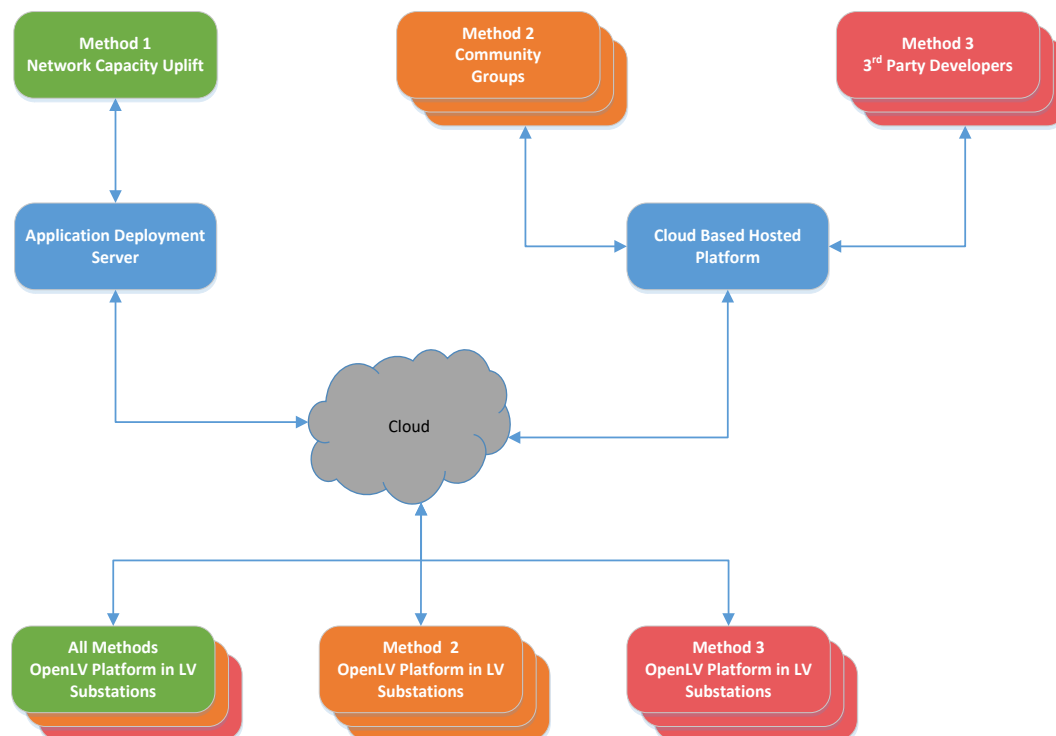 Method 1
Network Capacity Uplift
Method 2
Community
Groups
Method 3
3rd Party Developers
Application Deployment
Server
Cloud Based Hosted
Platform
Cloud
All Methods
OpenLV Platform in LV
Substations
Method 2
OpenLV Platform in LV
Substations
Method 3
OpenLV Platform in LV
Substations